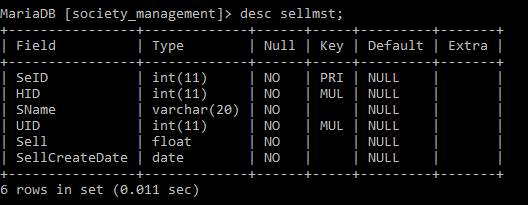 MariaDB [society_management]> desc sellmst;
+----------------+-------------+------+-----+---------+-------+
| Field          | Type        | Null | Key | Default | Extra |
+----------------+-------------+------+-----+---------+-------+
| SeID           | int(11)     | NO   | PRI | NULL    |       |
| HID            | int(11)     | NO   | MUL | NULL    |       |
| SName          | varchar(20) | NO   |     | NULL    |       |
| UID            | int(11)     | NO   | MUL | NULL    |       |
| Sell           | float       | NO   |     | NULL    |       |
| SellCreateDate | date        | NO   |     | NULL    |       |
+----------------+-------------+------+-----+---------+-------+
6 rows in set (0.011 sec)